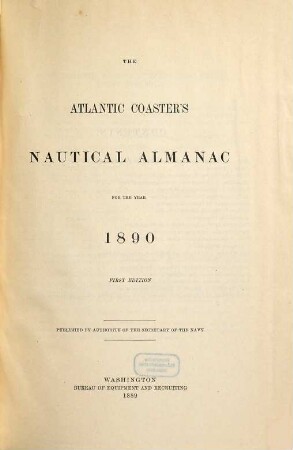 THE
ATLANTIC COASTER'S
NAUTICAL ALMANAC
FOR THE YEAR
1890
FIRST EDITION
PUBLISHED BY AUTHORITY OF THE SECRETARY OF THE NAVY.
WASHINGTON
BUREAU OF EQUIPMENT AND RECRUITING
1889